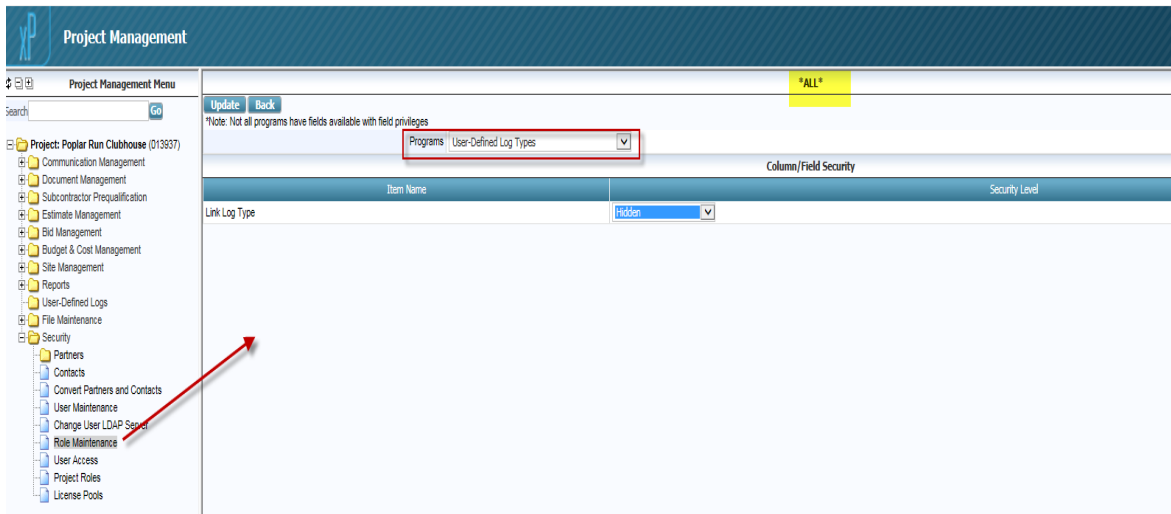 xP Project Management
Project Management Menu
*ALL*
Search Go
Update Back
*Note: Not all programs have fields available with field privileges
Programs User-Defined Log Types
Column/Field Security
Item Name Security Level
Link Log Type Hidden
Project: Poplar Run Clubhouse (013937)
Communication Management
Document Management
Subcontractor Prequalification
Estimate Management
Bid Management
Budget & Cost Management
Site Management
Reports
User-Defined Logs
File Maintenance
Security
Partners
Contacts
Convert Partners and Contacts
User Maintenance
Change User LDAP Server
Role Maintenance
User Access
Project Roles
License Pools